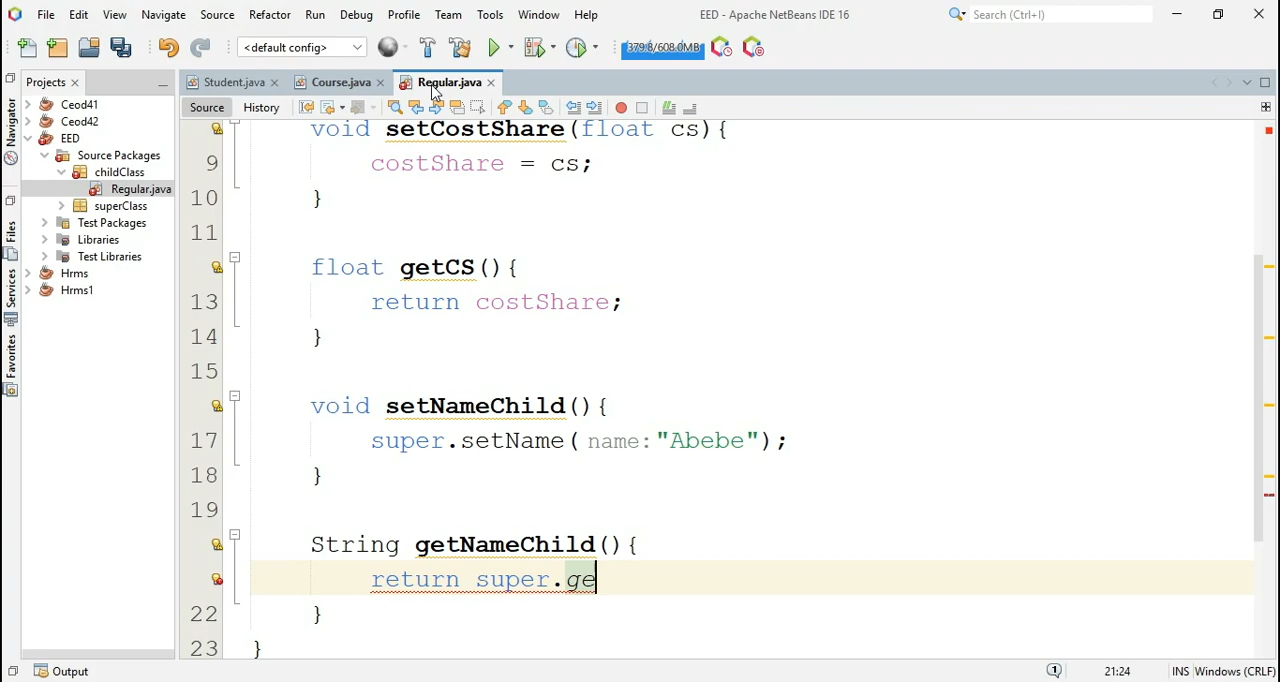 File Edit View Navigate Source Refactor Run Debug Profile Team Tools Window Help EED - Apache NetBeans IDE 16 Search (Ctrl+I)
<default config> 379.8/608.0MB
Projects Student.java Course.java Regular.java
Source History
Navigator
Files
Services
Favorites
Ceod41
Ceod42
EED
Source Packages
childClass
Regular.java
superClass
Test Packages
Libraries
Test Libraries
Hrms
Hrms1
void setCostShare(float cs){
9 costShare = cs;
10 }
11
float getCS(){
13 return costShare;
14 }
15
void setNameChild(){
17 super.setName( name:"Abebe");
18 }
19
String getNameChild(){
return super.ge
22 }
23 }
Output 1 21:24 INS Windows (CRLF)